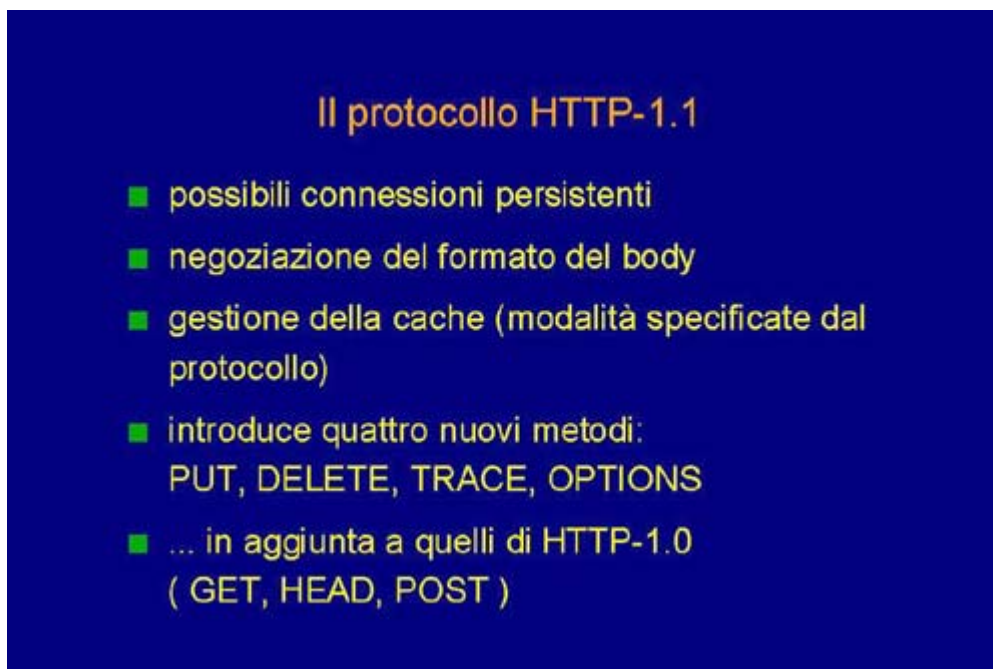 Il protocollo HTTP-1.1
possibili connessioni persistenti
negoziazione del formato del body
gestione della cache (modalità specificate dal
protocollo)
introduce quattro nuovi metodi:
PUT, DELETE, TRACE, OPTIONS
... in aggiunta a quelli di HTTP-1.0
( GET, HEAD, POST )